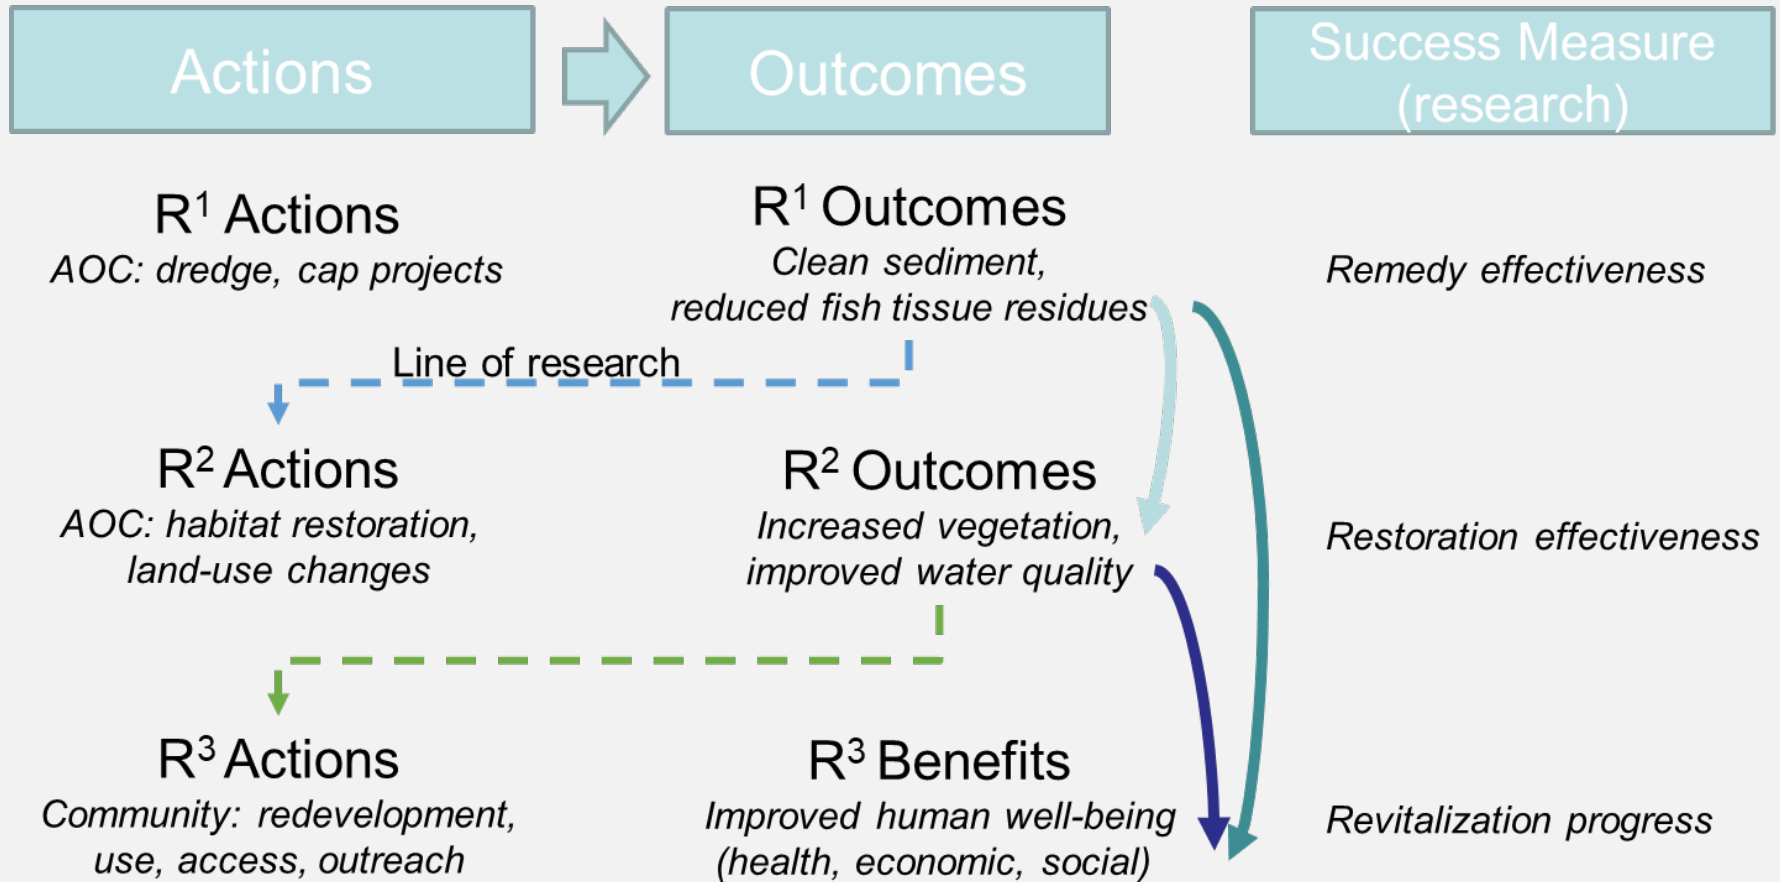 Actions
Outcomes
Success Measure
(research)
R¹ Actions
AOC: dredge, cap projects
R¹ Outcomes
Clean sediment,
reduced fish tissue residues
Remedy effectiveness
Line of research
R² Actions
AOC: habitat restoration,
land-use changes
R² Outcomes
Increased vegetation,
improved water quality
Restoration effectiveness
R³ Actions
Community: redevelopment,
use, access, outreach
R³ Benefits
Improved human well-being
(health, economic, social)
Revitalization progress